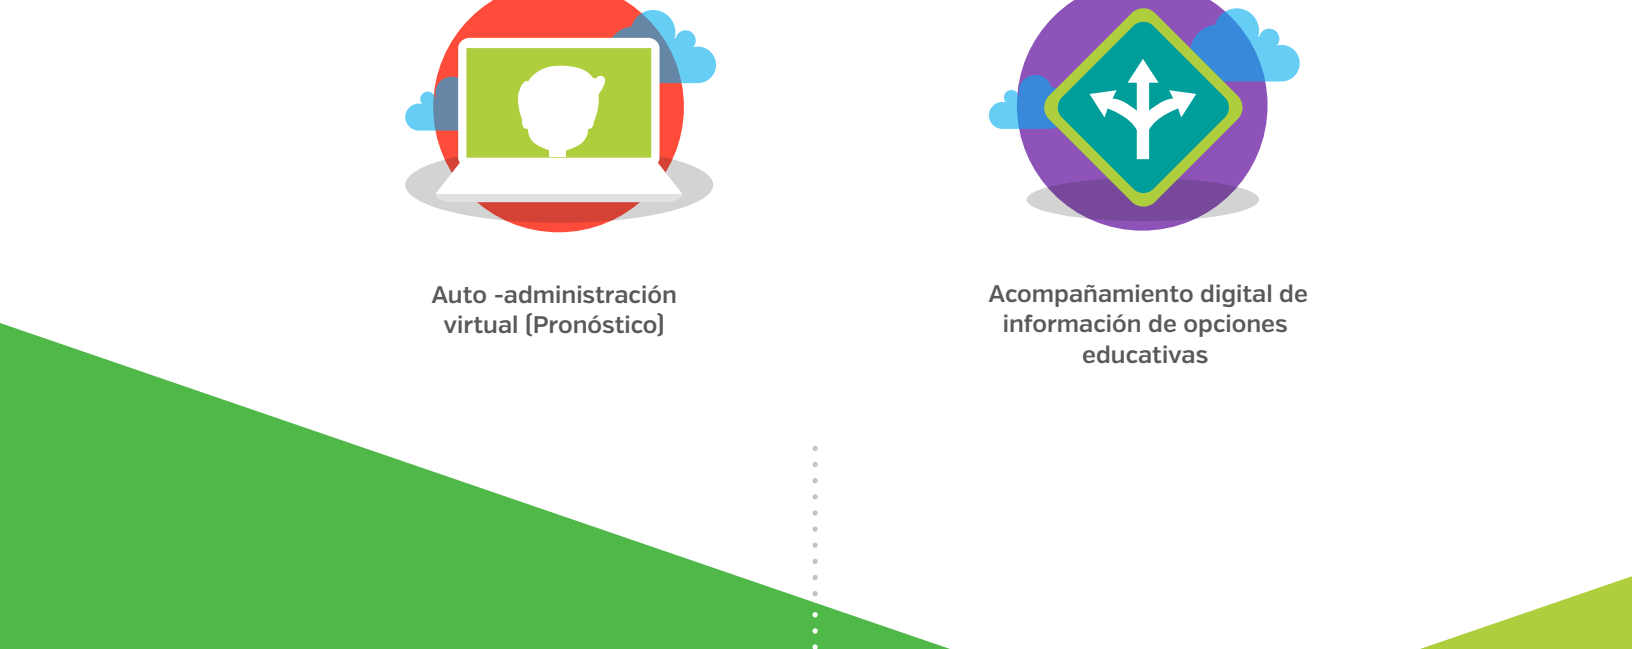 Auto -administración
virtual (Pronóstico)
Acompañamiento digital de
información de opciones
educativas